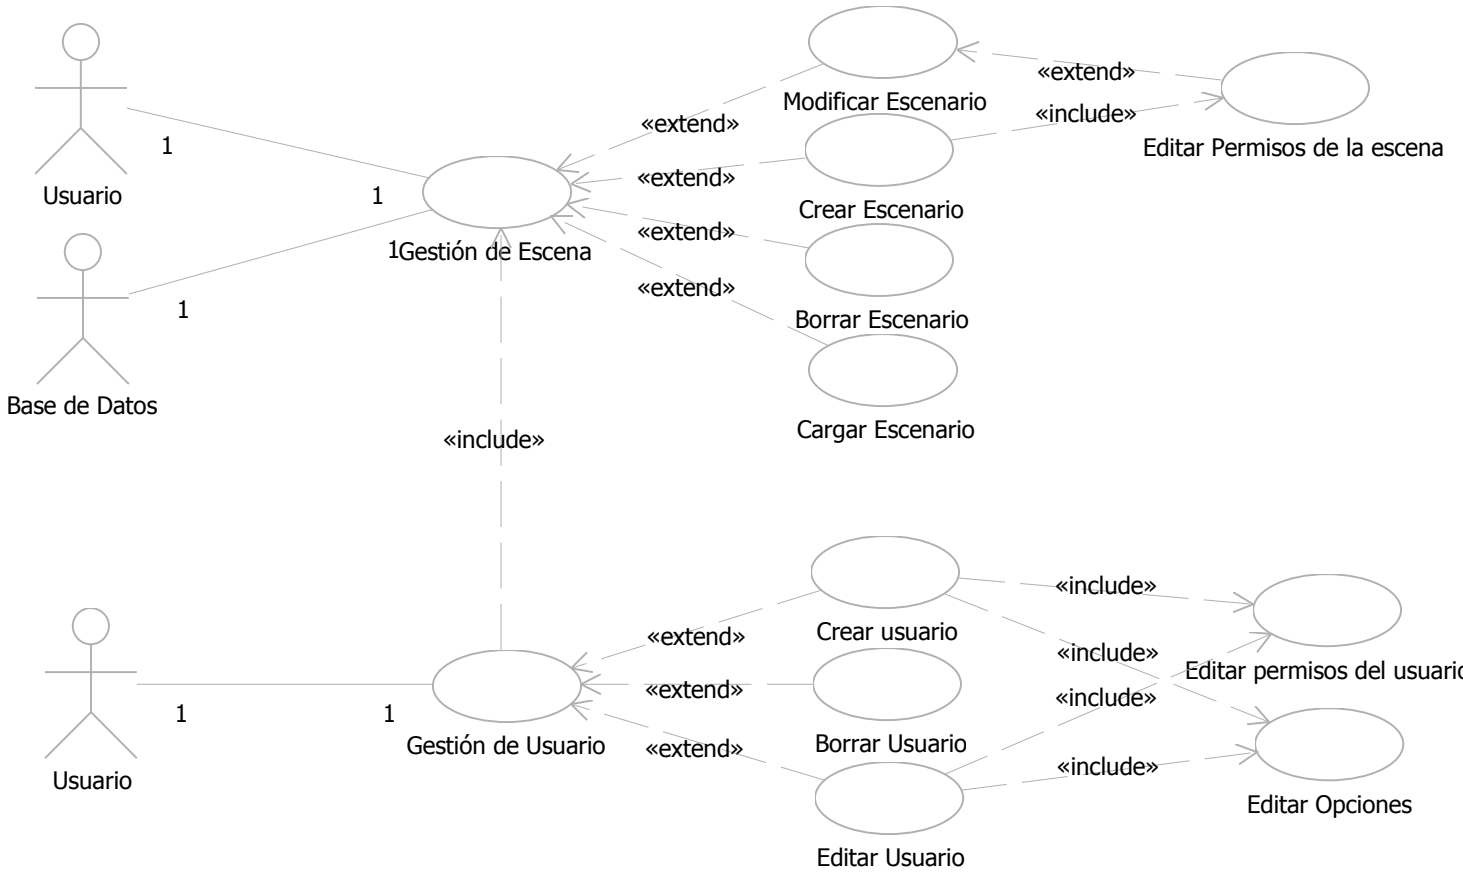 Modificar Escenario
«extend»
«extend»
«include»
Editar Permisos de la escena
1
«extend»
Usuario
1
Crear Escenario
1
Gestión de Escena
«extend»
«extend»
1
Borrar Escenario
Base de Datos
Cargar Escenario
«include»
«include»
Crear usuario
«extend»
«include»
Editar permisos del usuario
«extend»
«include»
1
1
Gestión de Usuario
«extend»
Borrar Usuario
«include»
Usuario
Editar Opciones
Editar Usuario